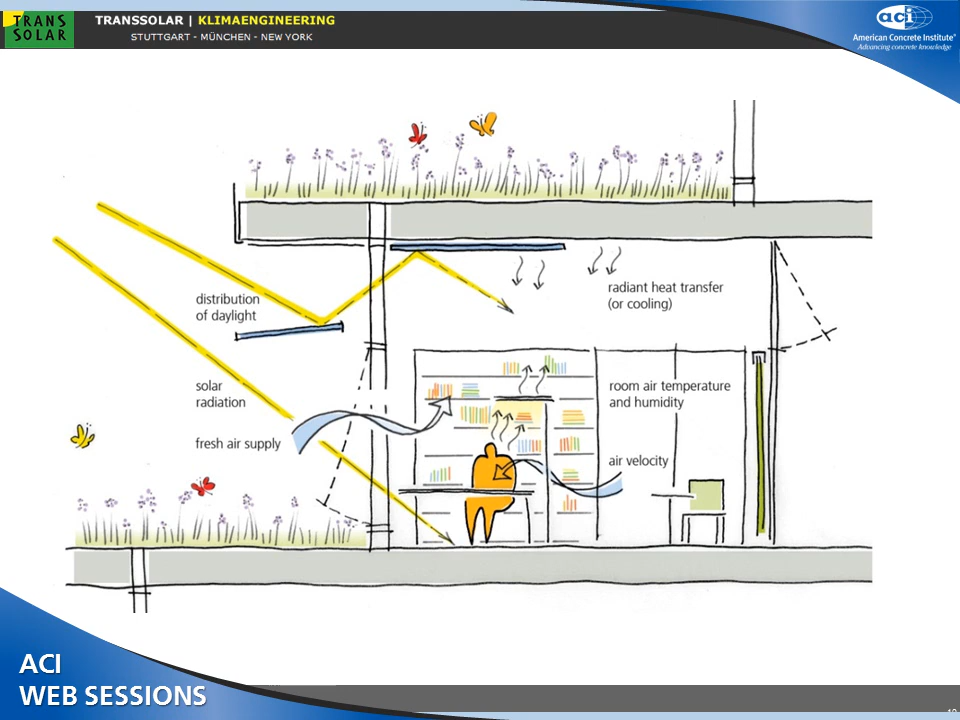 TRANS
SOLAR
TRANSSOLAR | KLIMAENGINEERING
STUTTGART - MÜNCHEN - NEW YORK
aci
American Concrete Institute®
Advancing concrete knowledge
distribution
of daylight
radiant heat transfer
(or cooling)
solar
radiation
room air temperature
and humidity
fresh air supply
air velocity
ACI
WEB SESSIONS